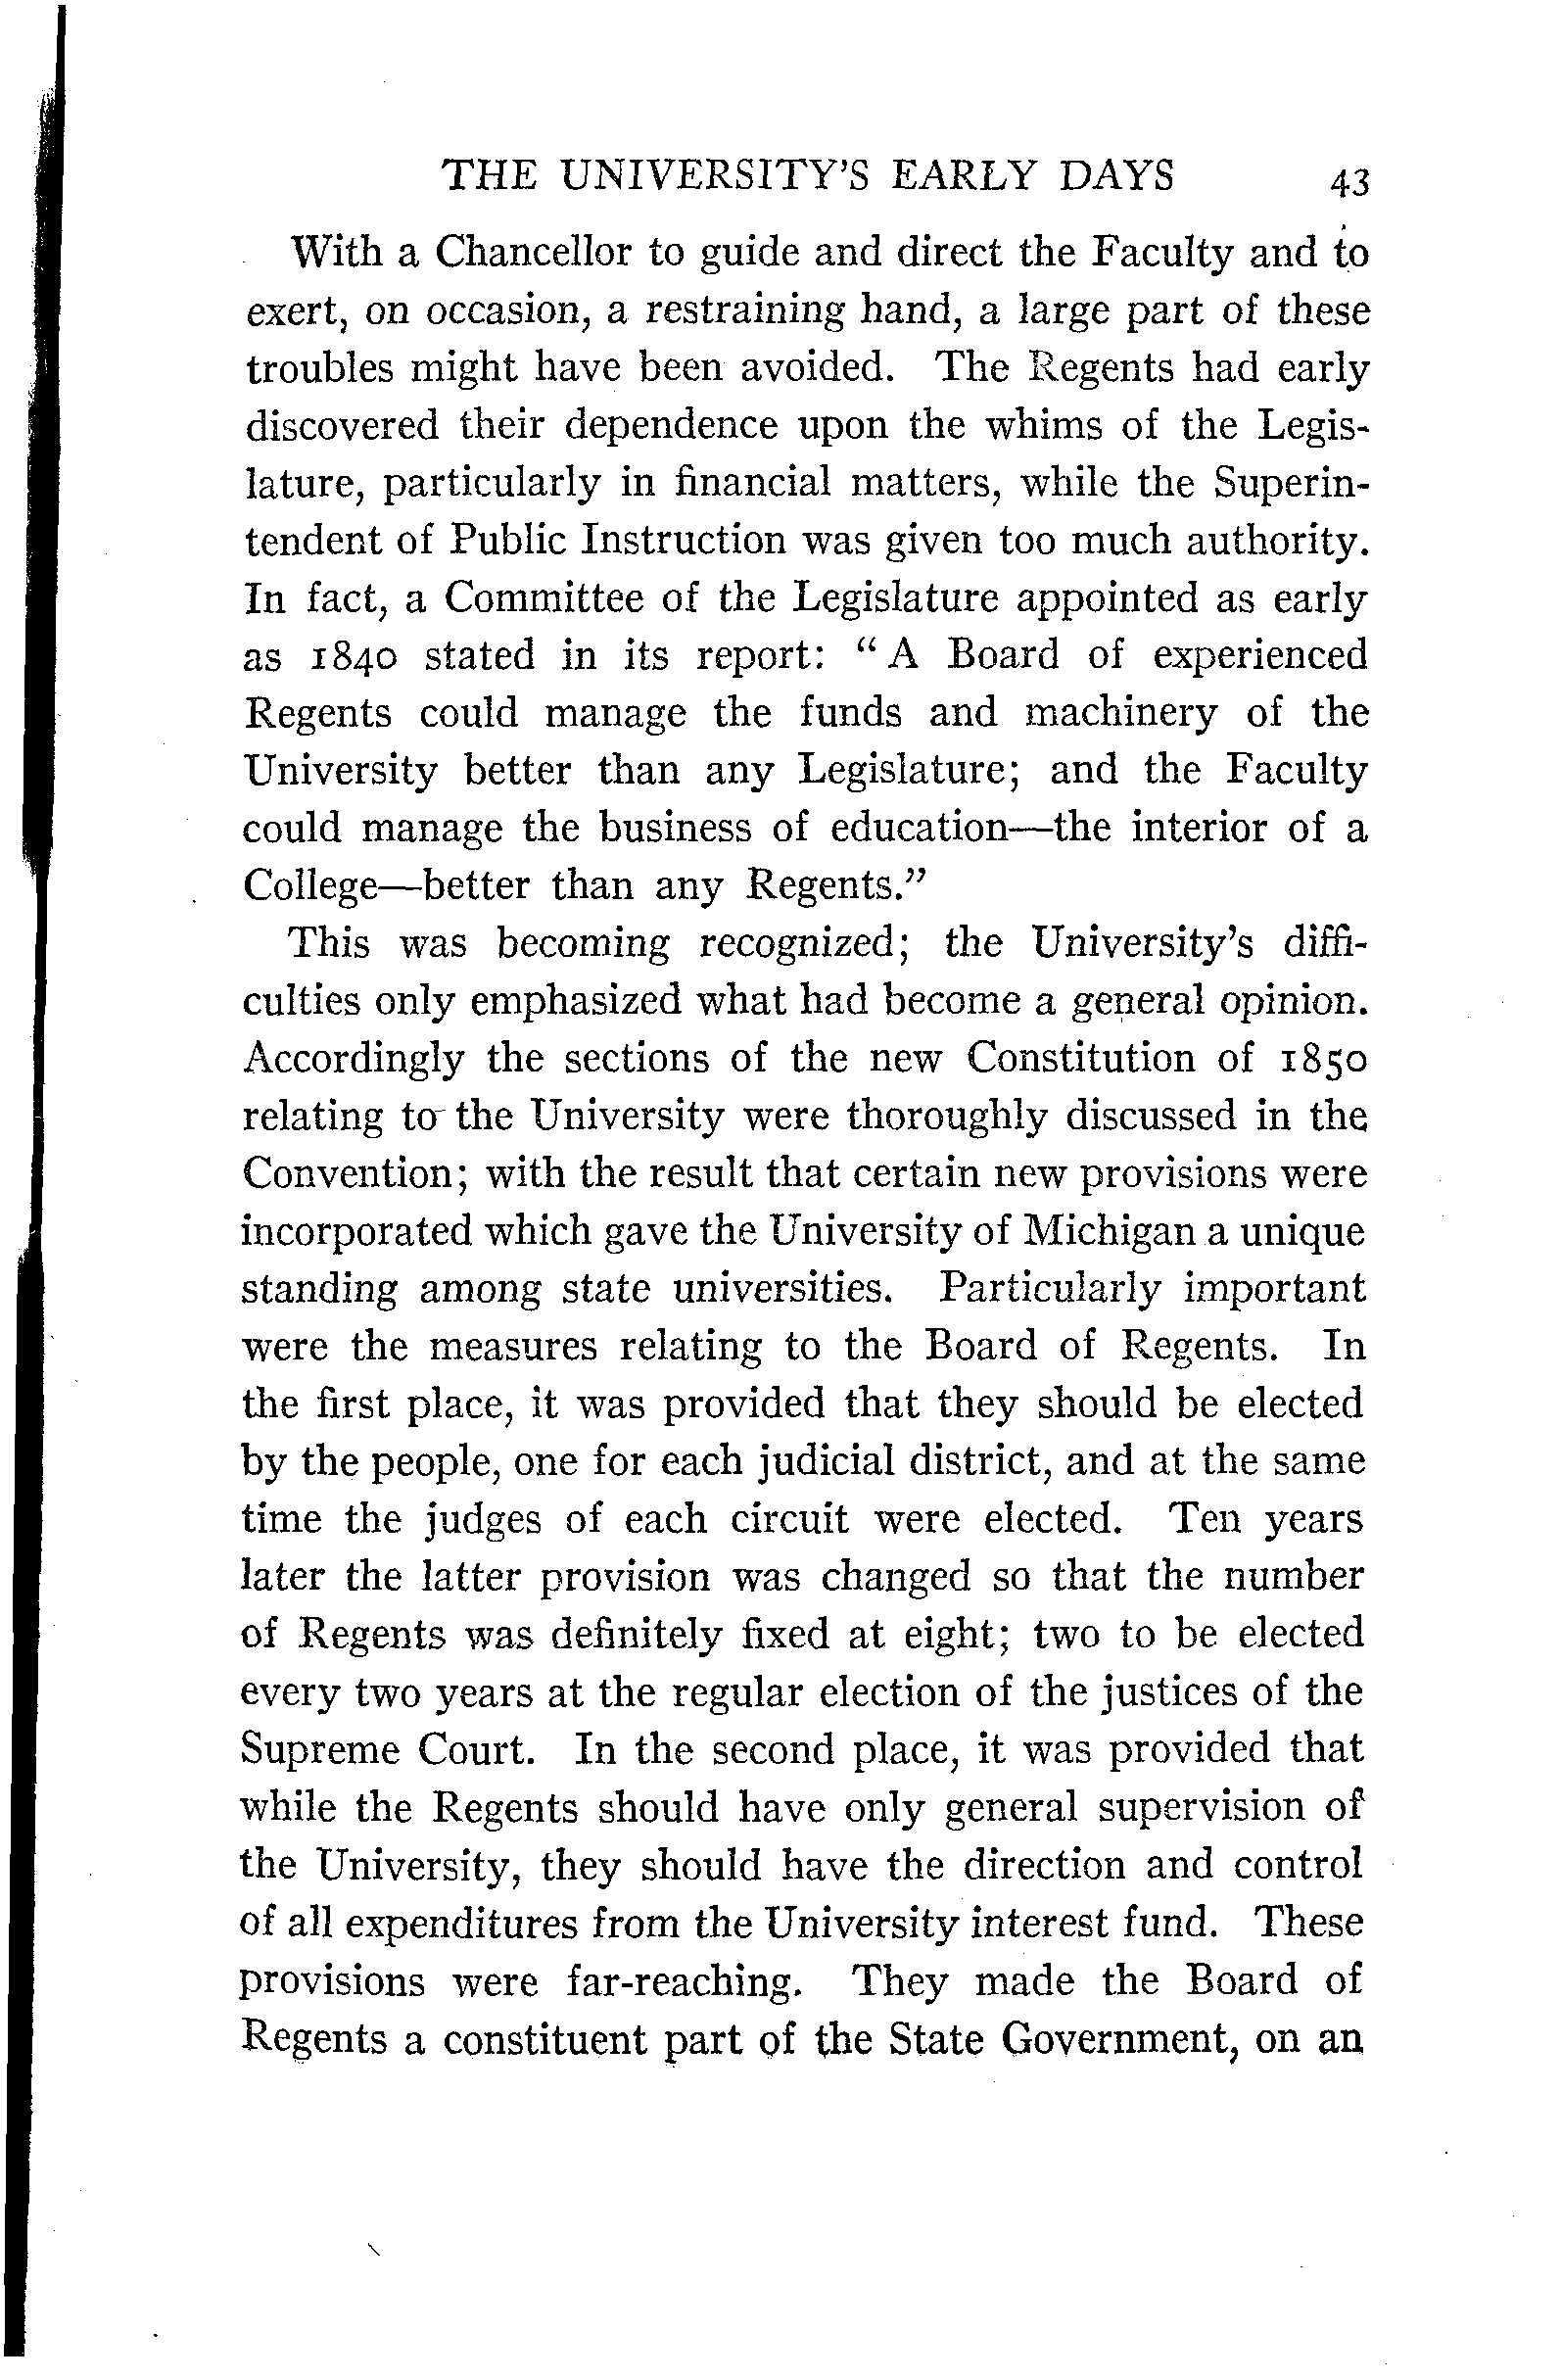 THE UNIVERSITY'S EARLY DAYS 43
With a Chancellor to guide and direct the Faculty and to
exert, on occasion, a restraining hand, a large part of these
troubles might have been avoided. The Regents had early
discovered their dependence upon the whims of the Legis-
lature, particularly in financial matters, while the Superin-
tendent of Public Instruction was given too much authority.
In fact, a Committee of the Legislature appointed as early
as 1840 stated in its report: "A Board of experienced
Regents could manage the funds and machinery of the
University better than any Legislature; and the Faculty
could manage the business of education—the interior of a
College—better than any Regents."
This was becoming recognized; the University's diffi-
culties only emphasized what had become a general opinion.
Accordingly the sections of the new Constitution of 1850
relating to the University were thoroughly discussed in the
Convention; with the result that certain new provisions were
incorporated which gave the University of Michigan a unique
standing among state universities. Particularly important
were the measures relating to the Board of Regents. In
the first place, it was provided that they should be elected
by the people, one for each judicial district, and at the same
time the judges of each circuit were elected. Ten years
later the latter provision was changed so that the number
of Regents was definitely fixed at eight; two to be elected
every two years at the regular election of the justices of the
Supreme Court. In the second place, it was provided that
while the Regents should have only general supervision of
the University, they should have the direction and control
of all expenditures from the University interest fund. These
provisions were far-reaching. They made the Board of
Regents a constituent part of the State Government, on an